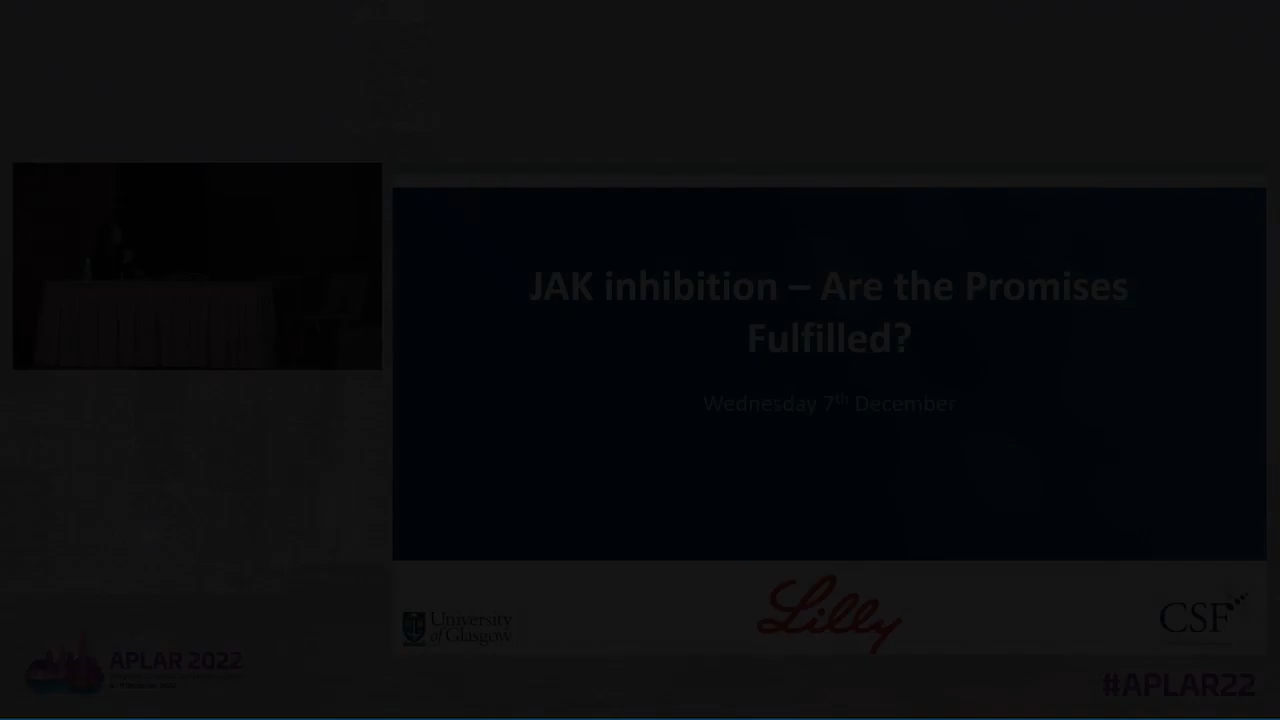 JAK inhibition – Are the Promises
Fulfilled?
Wednesday 7th December
University
of Glasgow
Lilly
CSF
APLAR 2022
#APLAR22